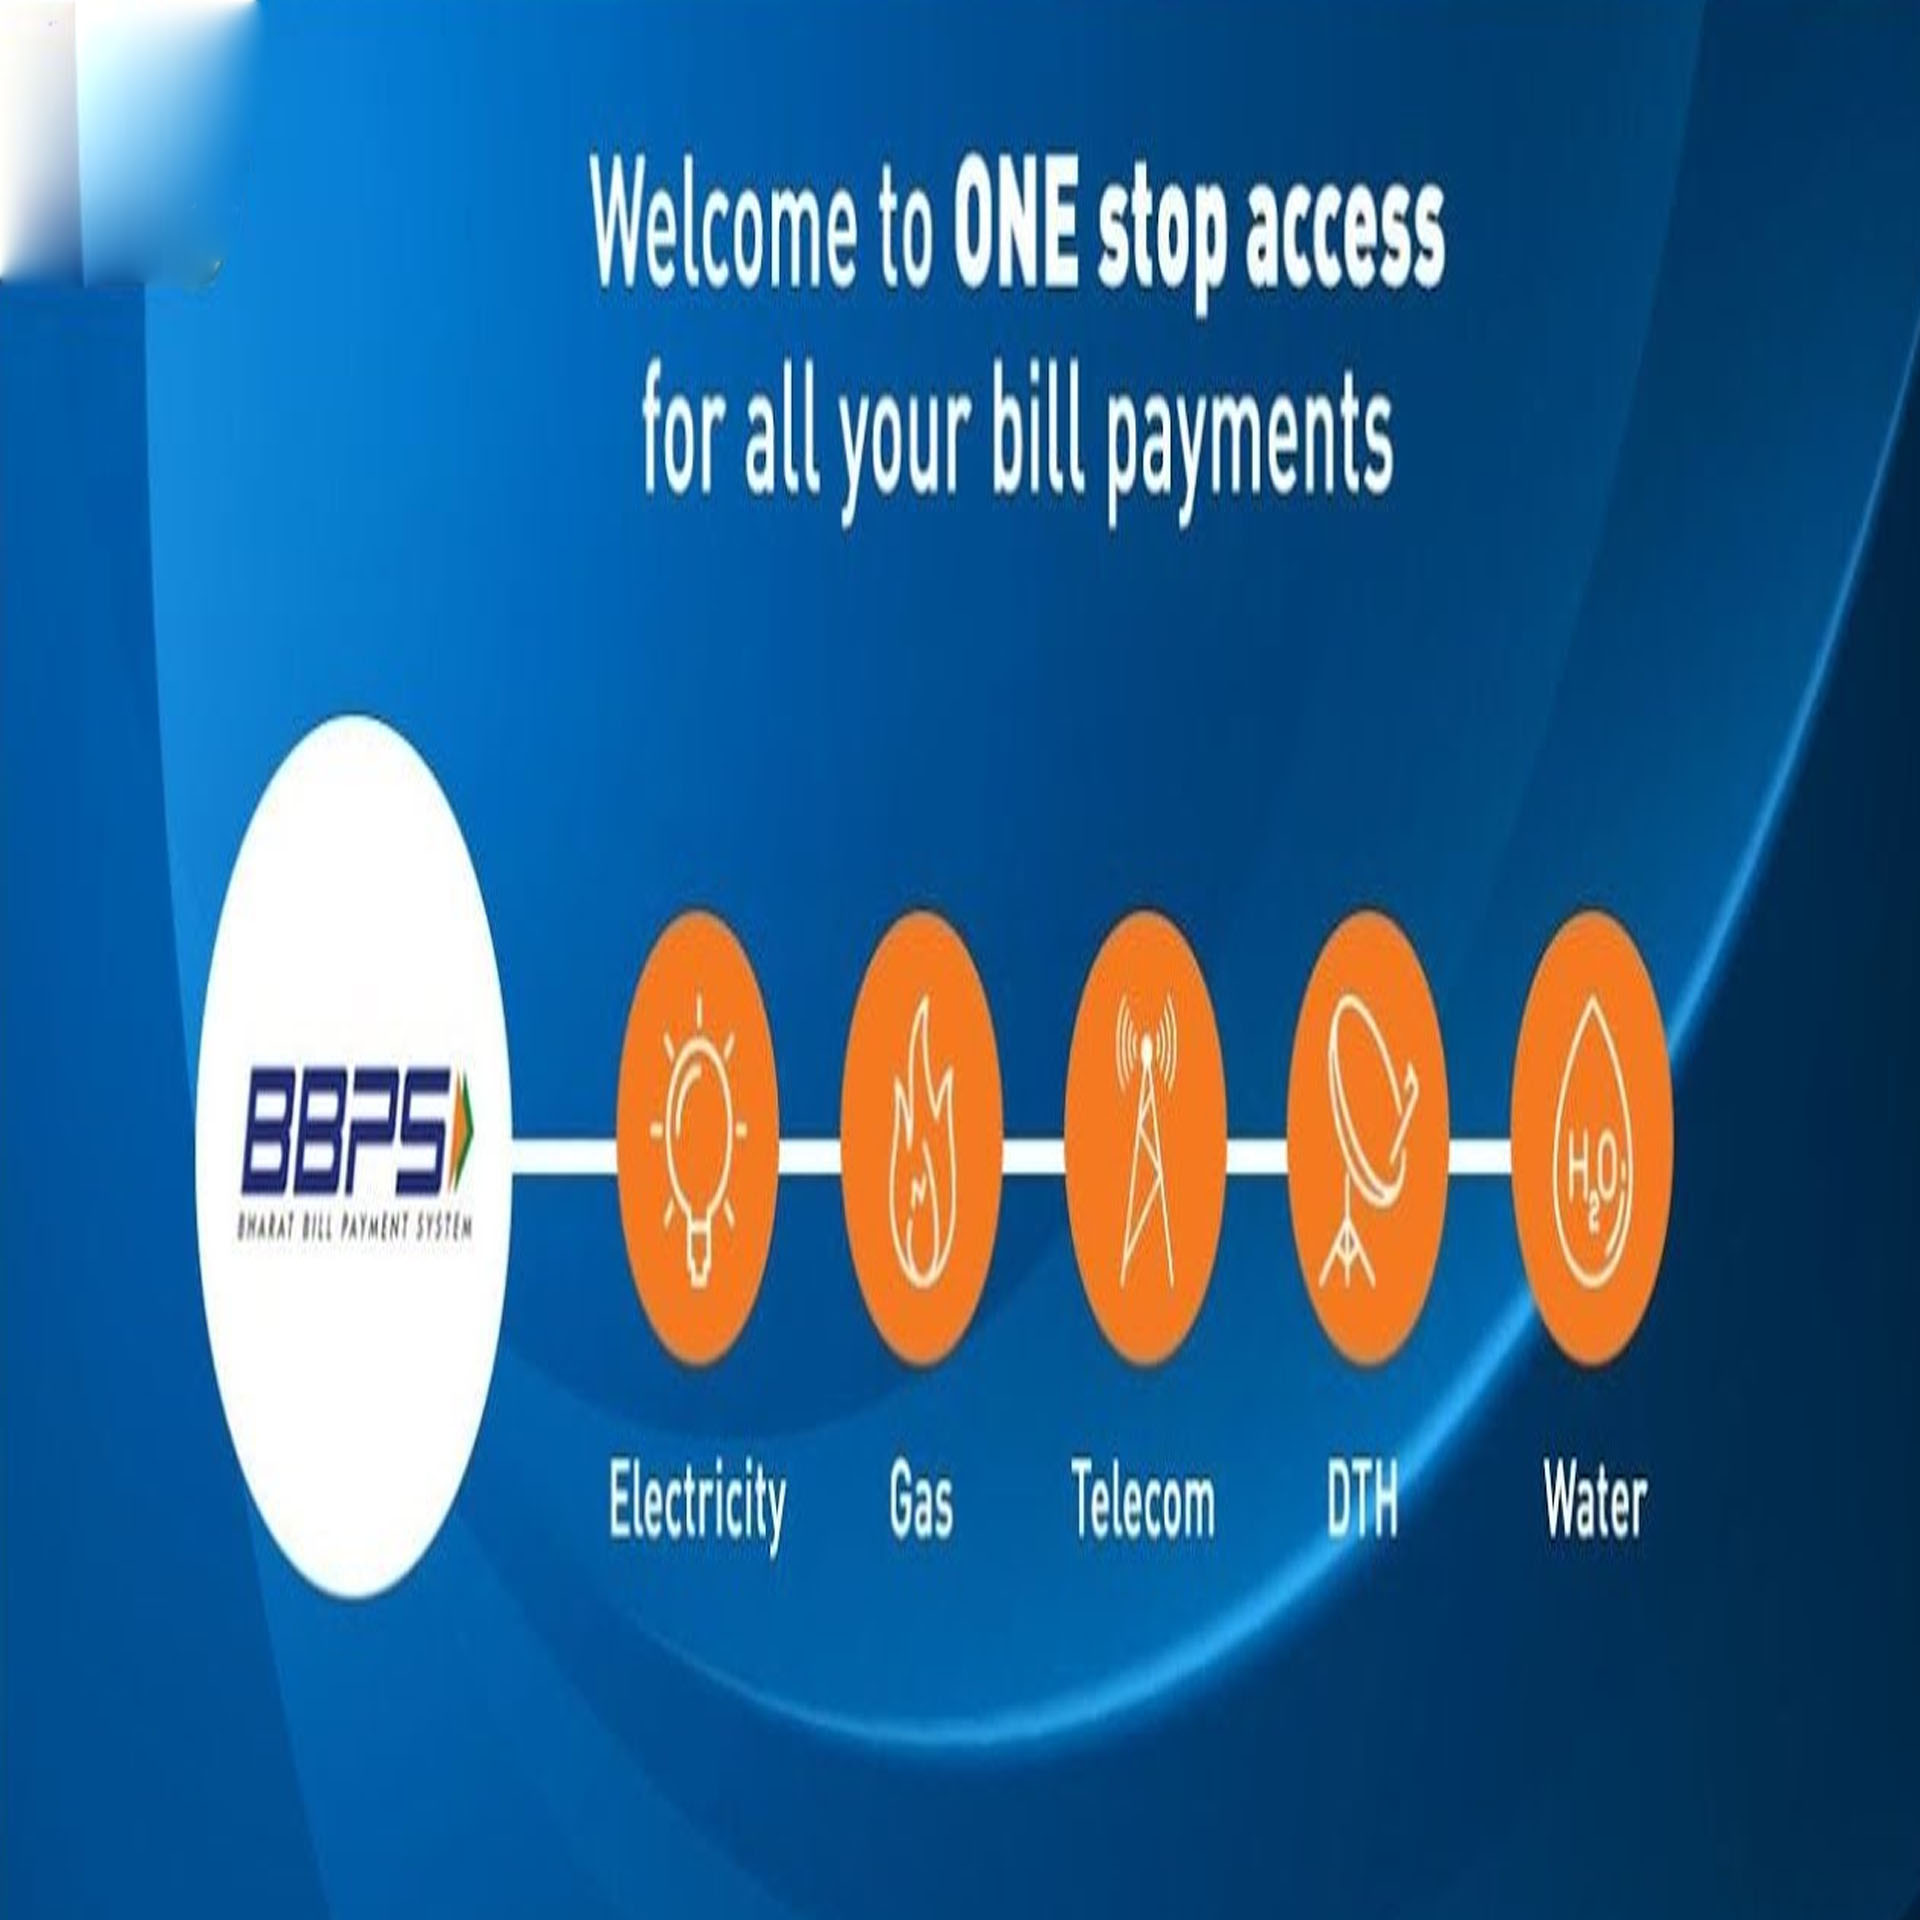 Welcome to ONE stop access
for all your bill payments
BBPS
BHARAT BILL PAYMENT SYSTEM
H2O
Electricity
Gas
Telecom
DTH
Water